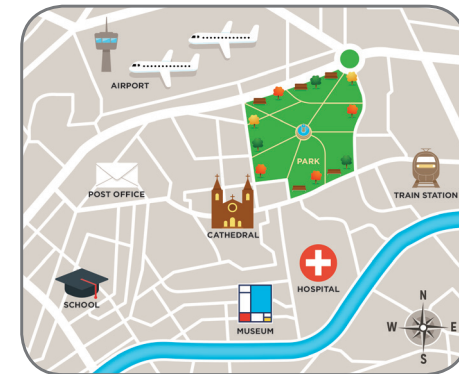 AIRPORT
PARK
POST OFFICE
TRAIN STATION
CATHEDRAL
HOSPITAL
SCHOOL
MUSEUM
N
W E
S